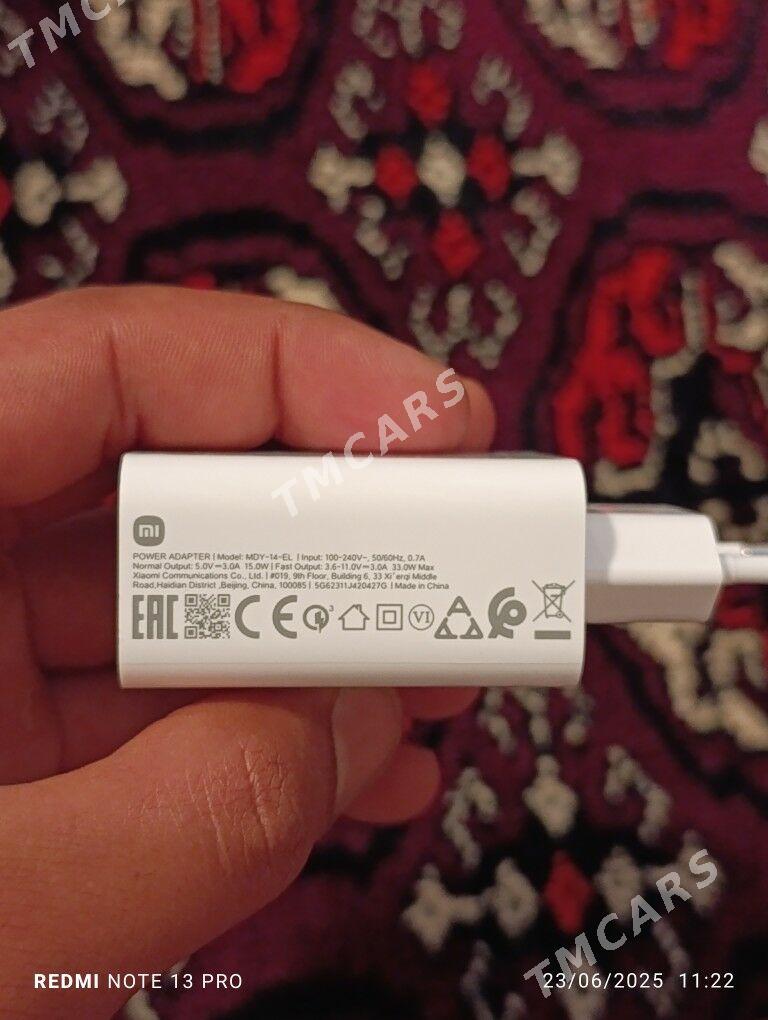 TMCARS
TMCARS
mi
POWER ADAPTER | Model: MDY-14-EL | Input: 100-240V~, 50/60Hz, 0.7A
Normal Output: 5.0V⎓3.0A 15.0W | Fast Output: 3.6-11.0V⎓3.0A 33.0W Max
Xiaomi Communications Co., Ltd. | #019, 9th Floor, Building 6, 33 Xi'erqi Middle
Road,Haidian District ,Beijing, China, 100085 | 5G62311J420427G | Made in China
EAC CE 3 VI
TMCARS
REDMI NOTE 13 PRO
23/06/2025 11:22